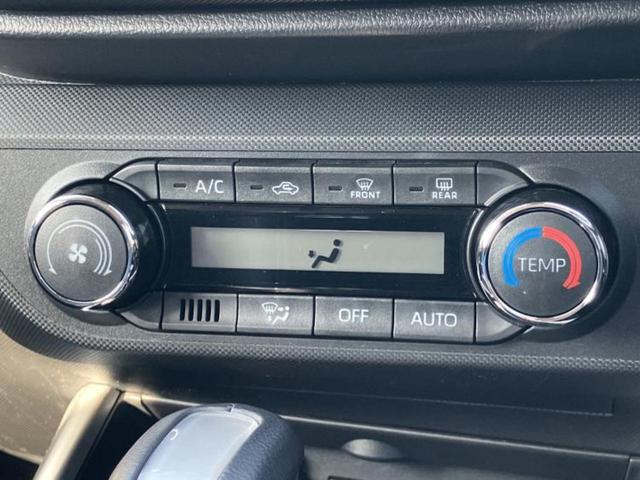 A/C FRONT REAR
TEMP
OFF AUTO